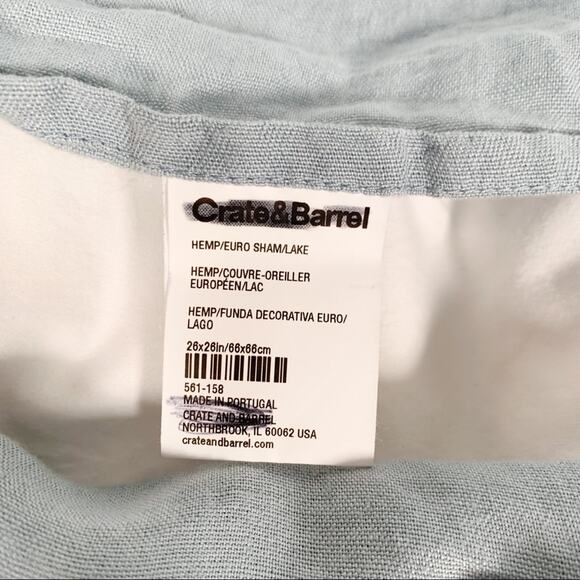 Crate&Barrel
HEMP/EURO SHAM/LAKE
HEMP/COUVRE-OREILLER
EUROPÉEN/LAC
HEMP/FUNDA DECORATIVA EURO/
LAGO
26x26in/66x66cm
561-158
MADE IN PORTUGAL
CRATE AND BARREL
NORTHBROOK, IL 60062 USA
crateandbarrel.com